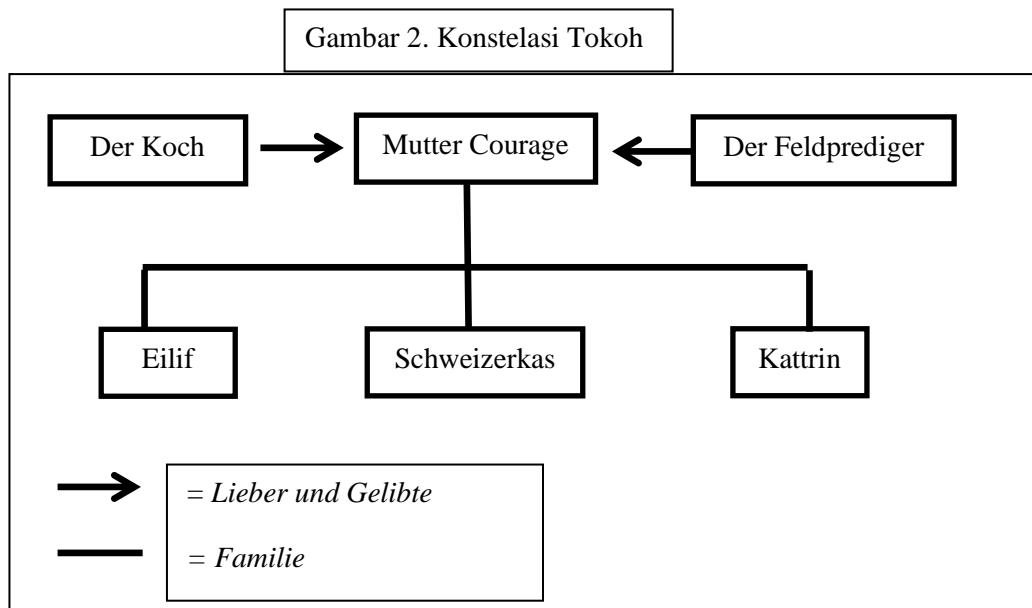 Gambar 2. Konstelasi Tokoh
Der Koch
Mutter Courage
Der Feldprediger
Eilif
Schweizerkas
Kattrin
= Lieber und Gelibte
= Familie